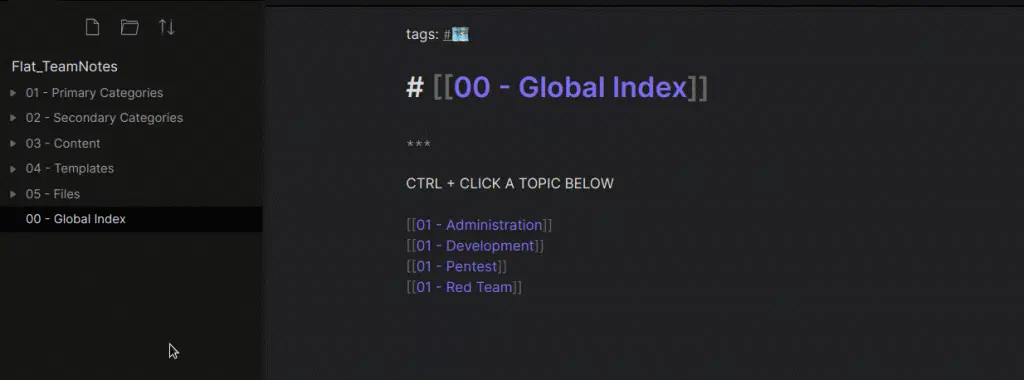 Flat_TeamNotes
01 - Primary Categories
02 - Secondary Categories
03 - Content
04 - Templates
05 - Files
00 - Global Index
tags: #🗺️
# [[00 - Global Index]]
***
CTRL + CLICK A TOPIC BELOW
[[01 - Administration]]
[[01 - Development]]
[[01 - Pentest]]
[[01 - Red Team]]